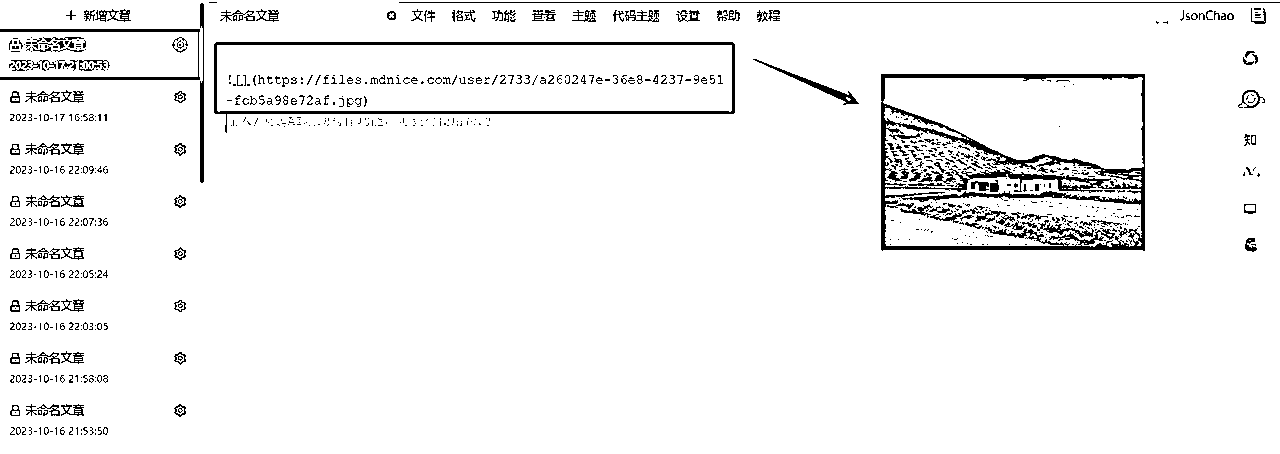 + 新增文章
未命名文章
2023-10-17 21:00:53
未命名文章
2023-10-17 16:58:11
未命名文章
2023-10-16 22:09:46
未命名文章
2023-10-16 22:07:36
未命名文章
2023-10-16 22:05:24
未命名文章
2023-10-16 22:03:05
未命名文章
2023-10-16 21:58:08
未命名文章
2023-10-16 21:53:50
未命名文章
文件 格式 功能 查看 主题 代码主题 设置 帮助 教程
JsonChao
![](https://files.mdnice.com/user/2733/a260247e-36e8-4237-9e51
-fcb5a98e72af.jpg)
知